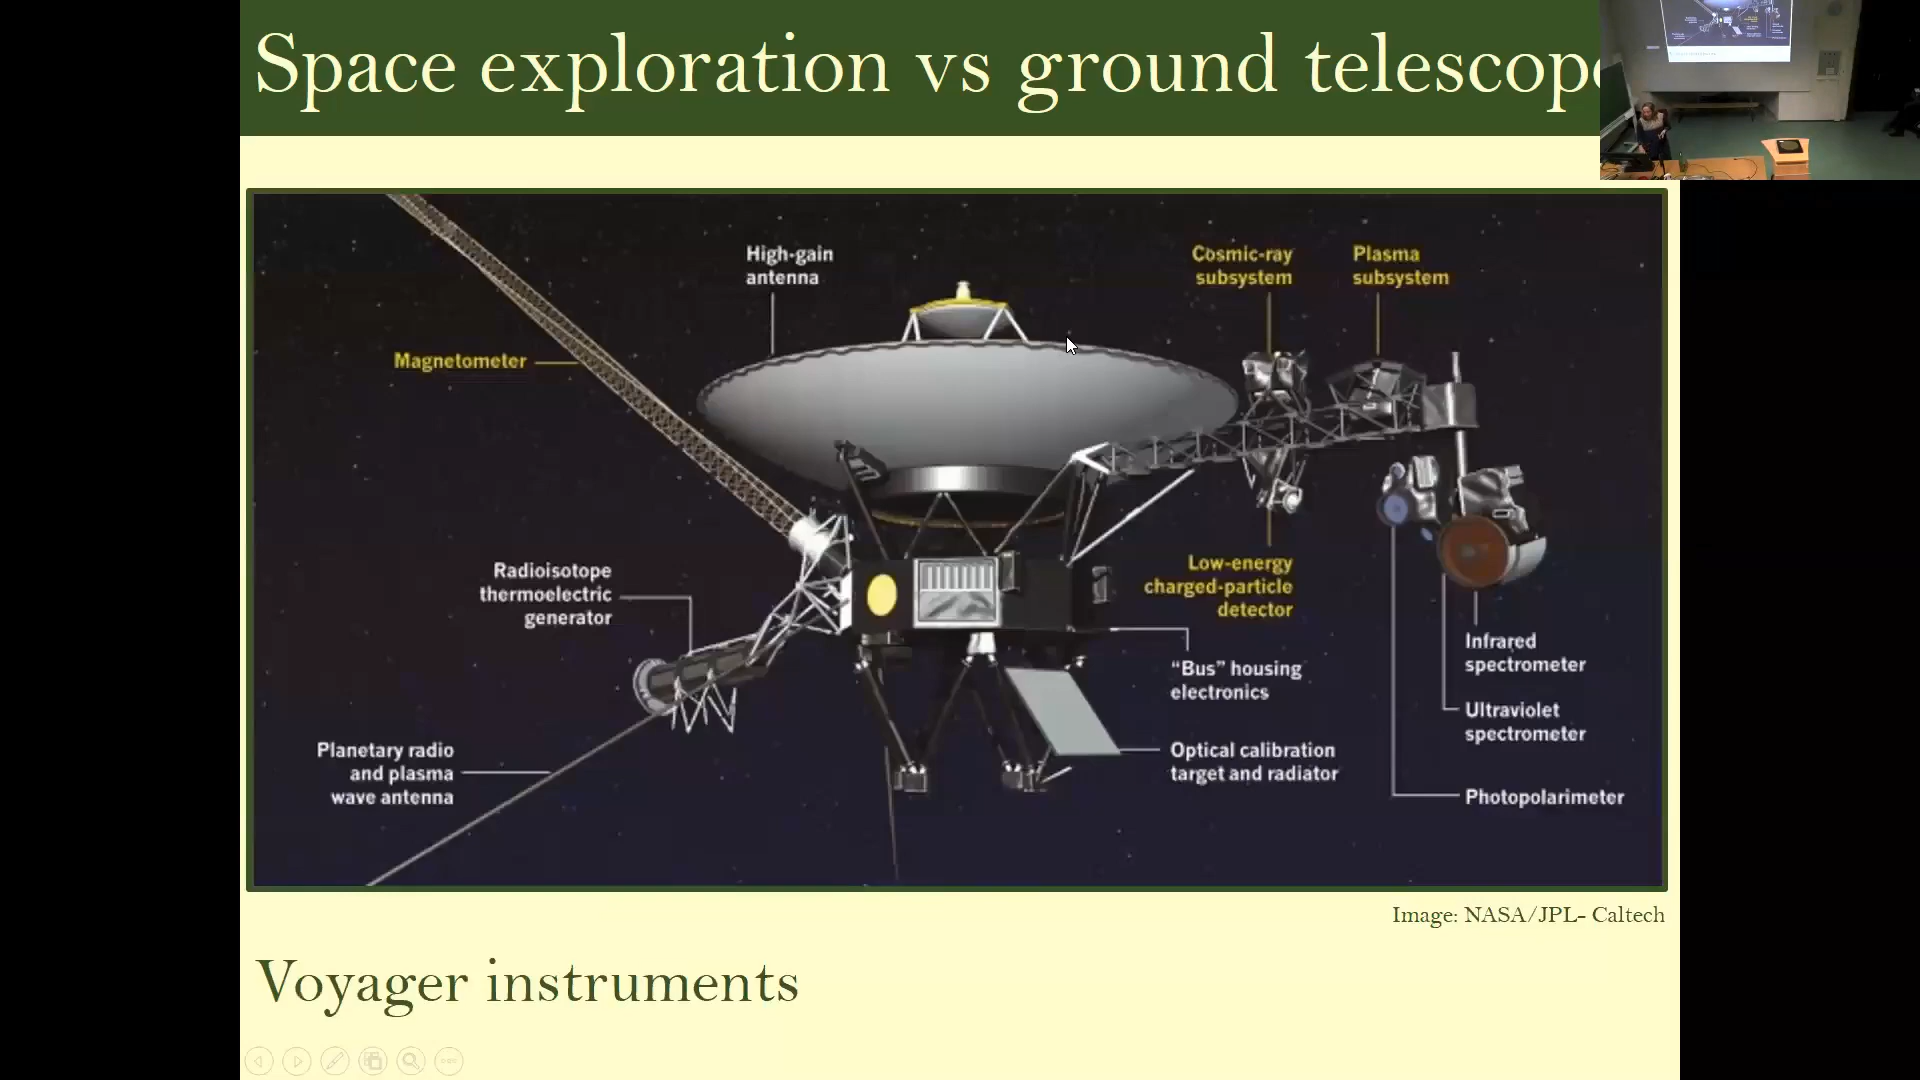 Space exploration vs ground telescope
High-gain
antenna
Cosmic-ray
subsystem
Plasma
subsystem
Magnetometer
Radioisotope
thermoelectric
generator
Low-energy
charged-particle
detector
Infrared
spectrometer
"Bus" housing
electronics
Ultraviolet
spectrometer
Planetary radio
and plasma
wave antenna
Optical calibration
target and radiator
Photopolarimeter
Image: NASA/JPL- Caltech
Voyager instruments